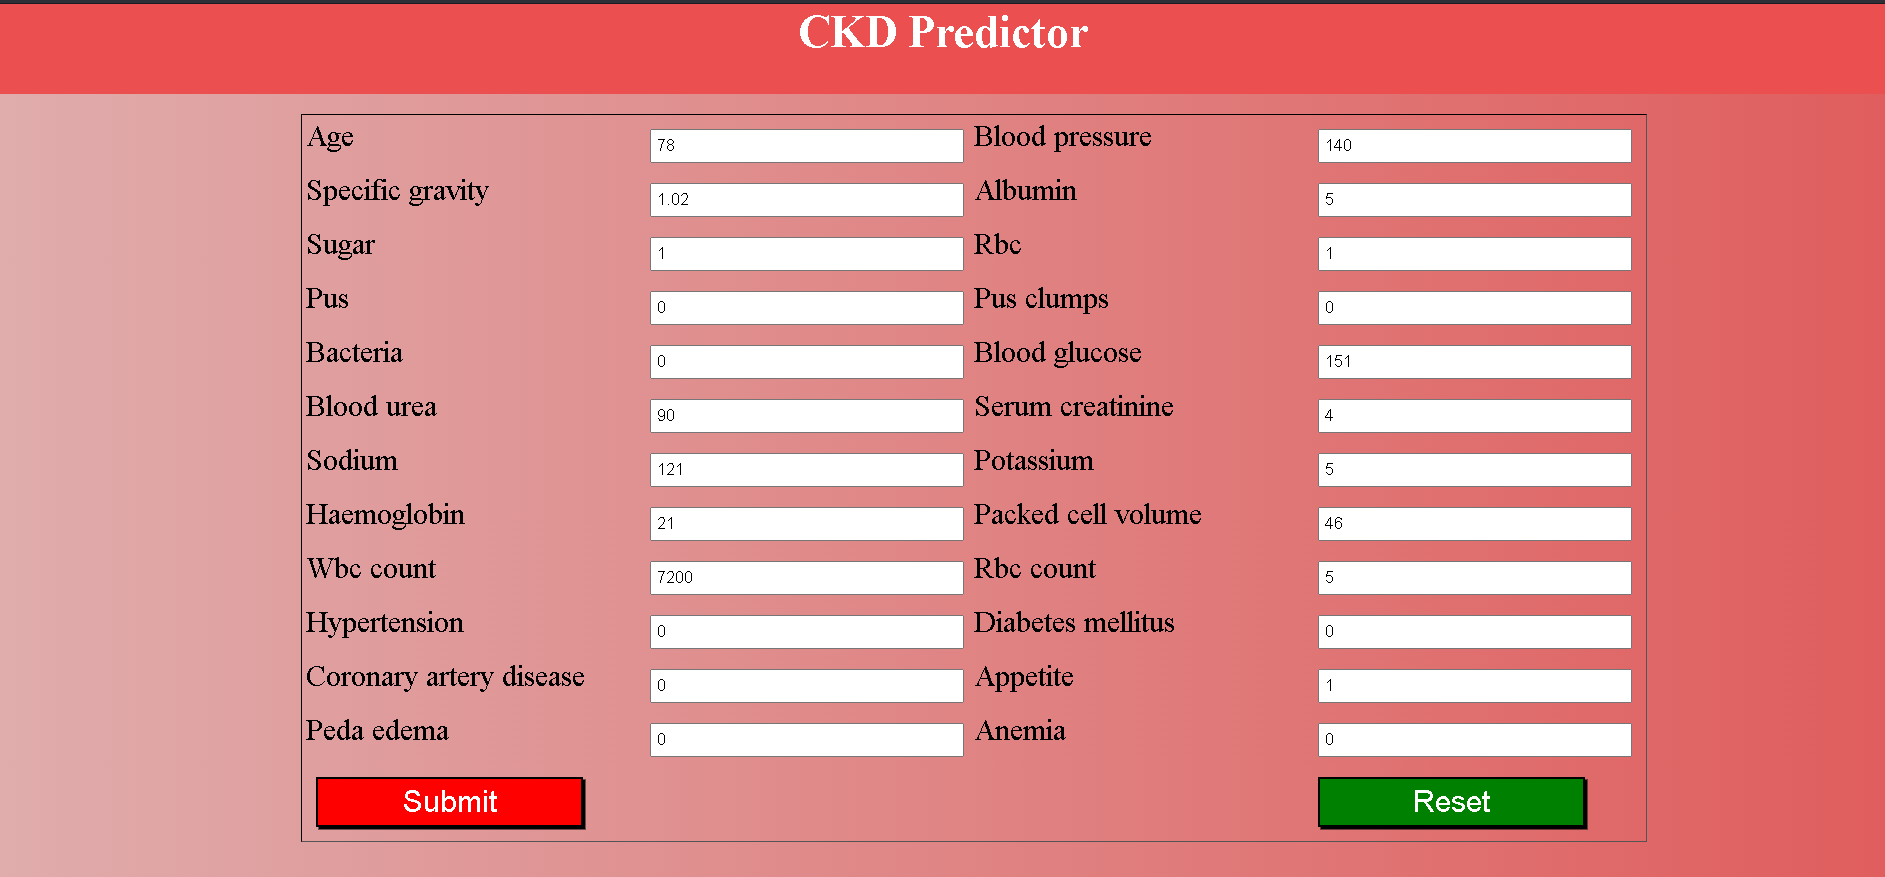 CKD Predictor
Age 78 Blood pressure 140
Specific gravity 1.02 Albumin 5
Sugar 1 Rbc 1
Pus 0 Pus clumps 0
Bacteria 0 Blood glucose 151
Blood urea 90 Serum creatinine 4
Sodium 121 Potassium 5
Haemoglobin 21 Packed cell volume 46
Wbc count 7200 Rbc count 5
Hypertension 0 Diabetes mellitus 0
Coronary artery disease 0 Appetite 1
Peda edema 0 Anemia 0
Submit Reset